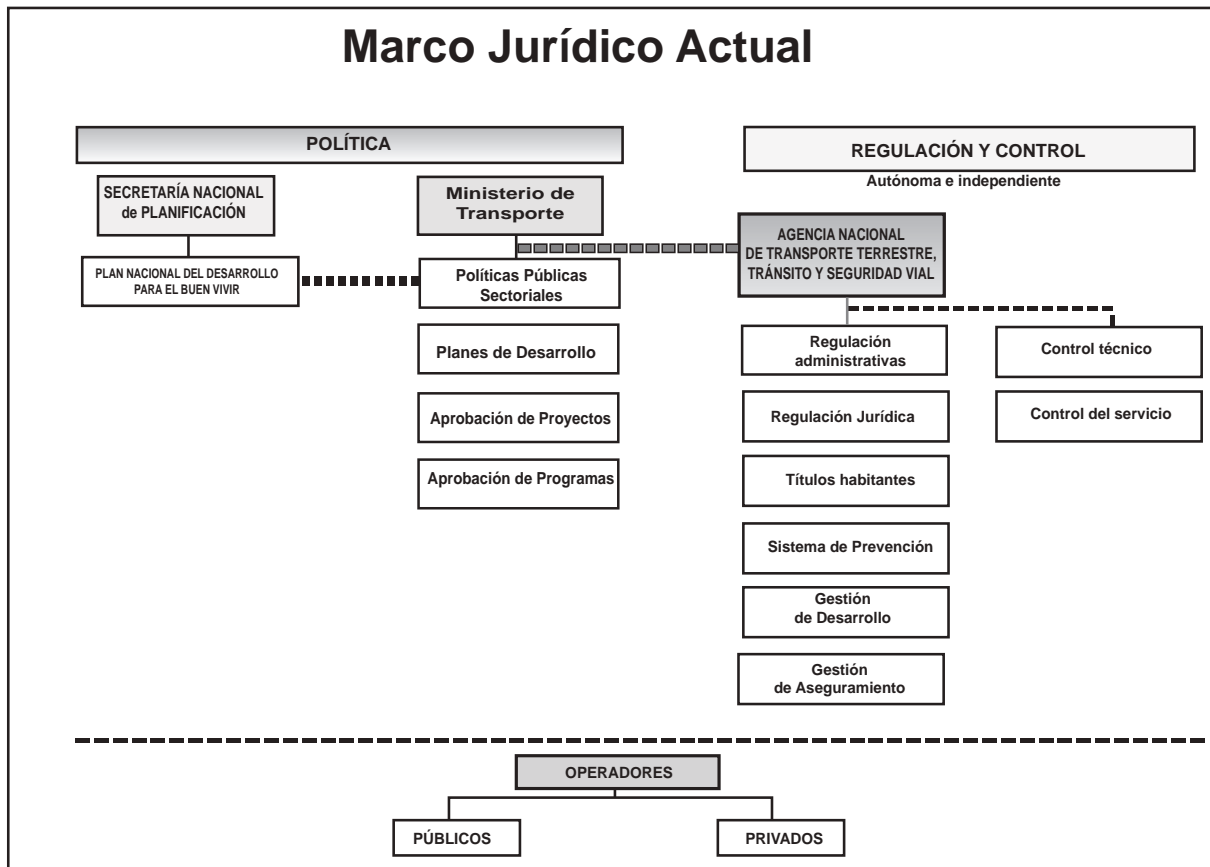 Marco Jurídico Actual
POLÍTICA
SECRETARÍA NACIONAL
de PLANIFICACIÓN
PLAN NACIONAL DEL DESARROLLO
PARA EL BUEN VIVIR
Ministerio de
Transporte
Políticas Públicas
Sectoriales
Planes de Desarrollo
Aprobación de Proyectos
Aprobación de Programas
REGULACIÓN Y CONTROL
Autónoma e independiente
AGENCIA NACIONAL
DE TRANSPORTE TERRESTRE,
TRÁNSITO Y SEGURIDAD VIAL
Regulación
administrativas
Regulación Jurídica
Títulos habitantes
Sistema de Prevención
Gestión
de Desarrollo
Gestión
de Aseguramiento
Control técnico
Control del servicio
OPERADORES
PÚBLICOS
PRIVADOS